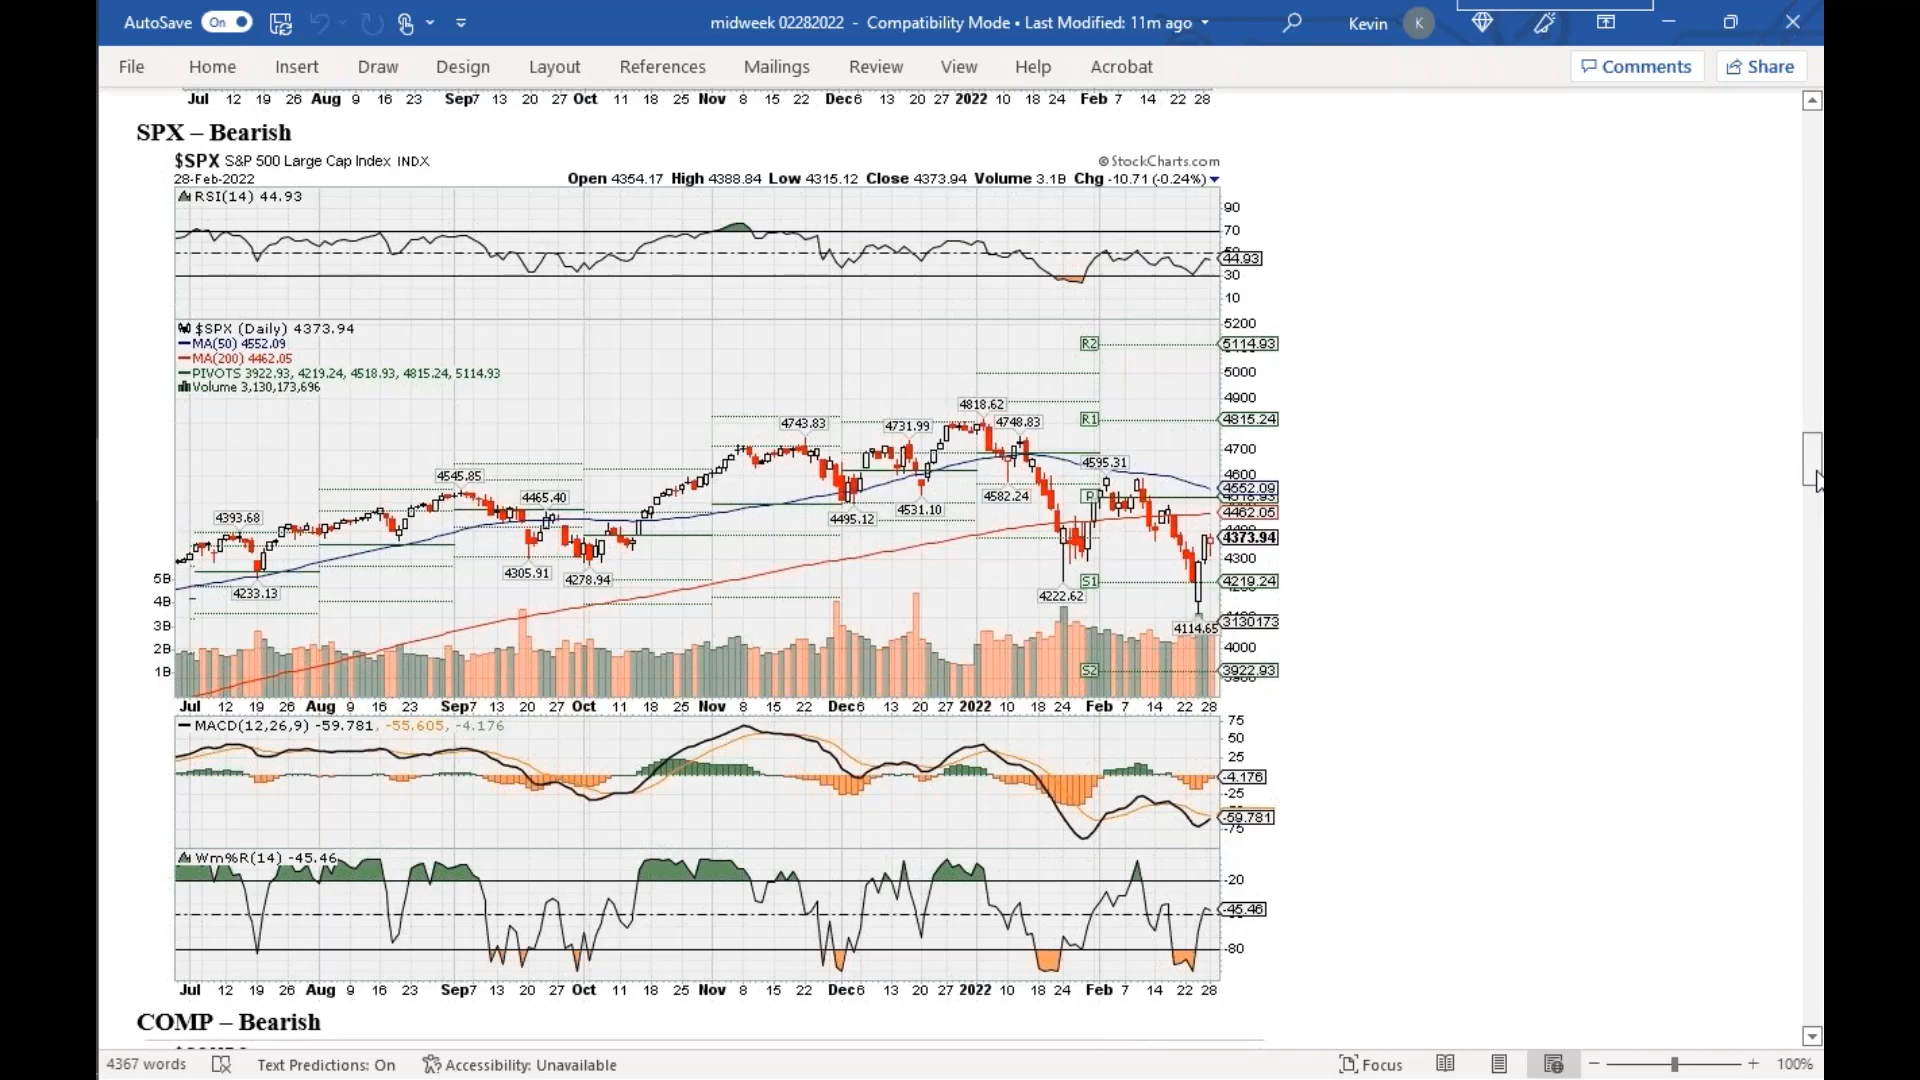 AutoSave On midweek 02282022 - Compatibility Mode • Last Modified: 11m ago Kevin K
File Home Insert Draw Design Layout References Mailings Review View Help Acrobat Comments Share
Jul 12 19 26 Aug 9 16 23 Sep7 13 20 27 Oct 11 18 25 Nov 8 15 22 Dec6 13 20 27 2022 10 18 24 Feb 7 14 22 28
SPX – Bearish
$SPX S&P 500 Large Cap Index INDX ©StockCharts.com
28-Feb-2022 Open 4354.17 High 4388.84 Low 4315.12 Close 4373.94 Volume 3.1B Chg -10.71 (-0.24%)
RSI(14) 44.93
90
70
44.93
30
10
$SPX (Daily) 4373.94
MA(50) 4552.09
MA(200) 4462.05
PIVOTS 3922.93, 4219.24, 4518.93, 4815.24, 5114.93
Volume 3,130,173,696
5200
R2 5114.93
5000
4900
4818.62
R1 4815.24
4743.83 4731.99 4748.83
4700
4595.31
4600
4545.85
4552.09
4465.40 4582.24 P 4518.93
4531.10
4462.05
4393.68 4495.12
4373.94
4300
4305.91 4278.94
5B S1 4219.24
4233.13 4222.62
4B
3B 4114.65 3130173
2B 4000
1B S2 3922.93
Jul 12 19 26 Aug 9 16 23 Sep7 13 20 27 Oct 11 18 25 Nov 8 15 22 Dec6 13 20 27 2022 10 18 24 Feb 7 14 22 28
MACD(12,26,9) -59.781, -55.605, -4.176
75
50
25
-4.176
-25
-59.781
-75
Wm%R(14) -45.46
-20
-45.46
-80
Jul 12 19 26 Aug 9 16 23 Sep7 13 20 27 Oct 11 18 25 Nov 8 15 22 Dec6 13 20 27 2022 10 18 24 Feb 7 14 22 28
COMP – Bearish
4367 words Text Predictions: On Accessibility: Unavailable Focus 100%